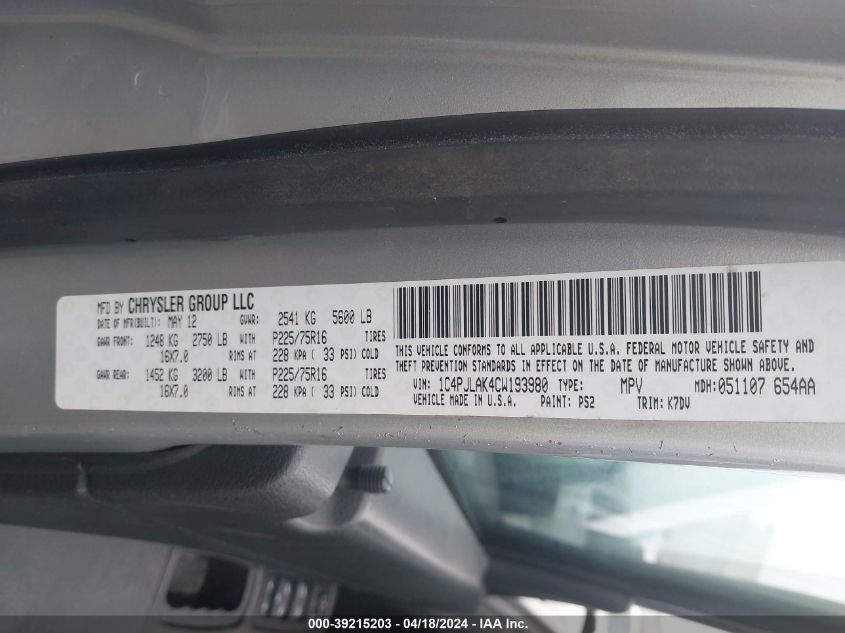 MFD BY CHRYSLER GROUP LLC
DATE OF MFR(BUILT): MAY 12 GVWR: 2541 KG 5600 LB
GAWR FRONT: 1248 KG 2750 LB WITH P225/75R16 TIRES
16X7.0 RIMS AT 228 KPA ( 33 PSI) COLD
GAWR REAR: 1452 KG 3200 LB WITH P225/75R16 TIRES
16X7.0 RIMS AT 228 KPA ( 33 PSI) COLD
THIS VEHICLE CONFORMS TO ALL APPLICABLE U.S.A. FEDERAL MOTOR VEHICLE SAFETY AND
THEFT PREVENTION STANDARDS IN EFFECT ON THE DATE OF MANUFACTURE SHOWN ABOVE.
VIN: 1C4PJLAK4CW193980 TYPE: MPV MDH:051107 654AA
VEHICLE MADE IN U.S.A. PAINT: PS2 TRIM: K7DV
000-39215203 - 04/18/2024 - IAA Inc.